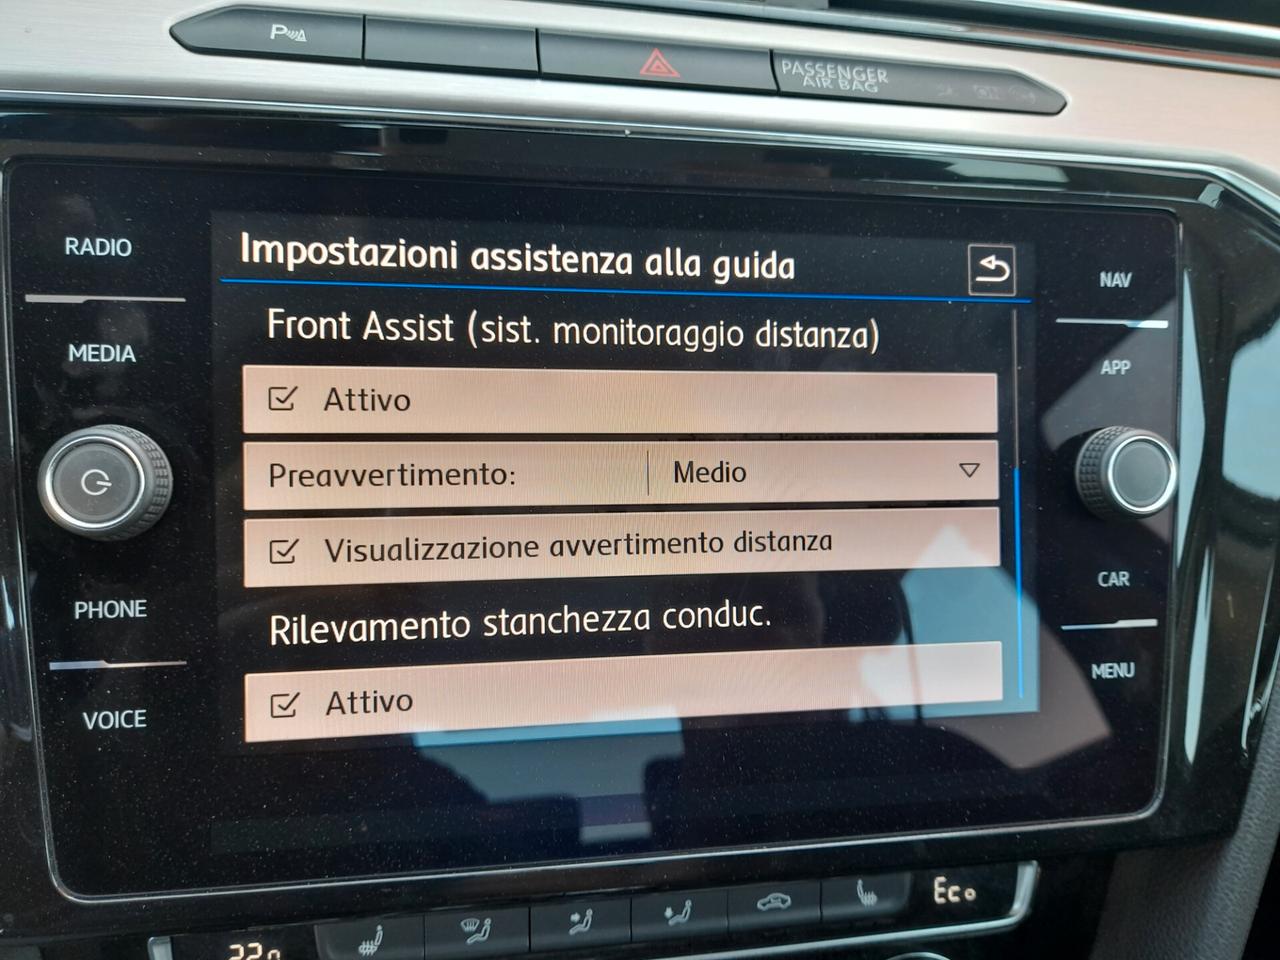 PASSENGER
AIR BAG
RADIO
MEDIA
PHONE
VOICE
Impostazioni assistenza alla guida
Front Assist (sist. monitoraggio distanza)
Attivo
Preavvertimento: Medio
Visualizzazione avvertimento distanza
Rilevamento stanchezza conduc.
Attivo
NAV
APP
CAR
MENU
Eco